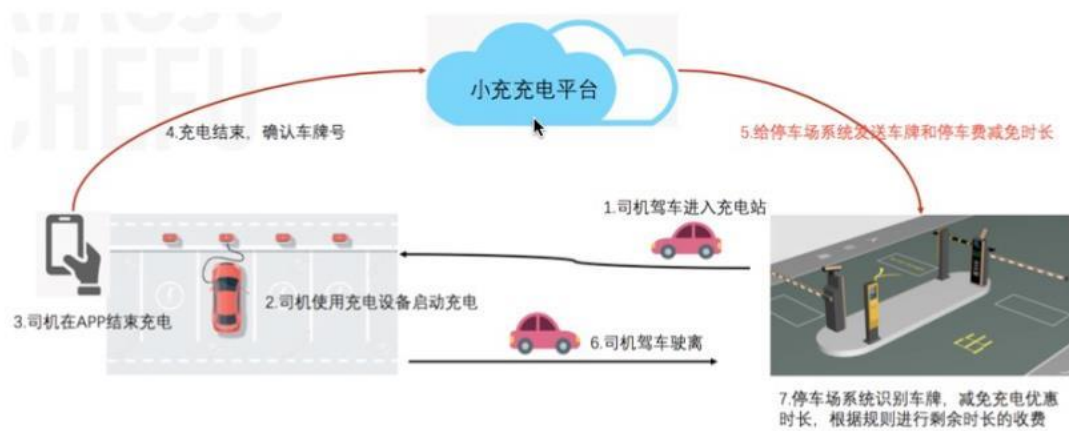 小充充电平台
4.充电结束，确认车牌号
5.给停车场系统发送车牌和停车费减免时长
1.司机驾车进入充电站
2.司机使用充电设备启动充电
3.司机在APP结束充电
6.司机驾车驶离
7.停车场系统识别车牌，减免充电优惠
时长，根据规则进行剩余时长的收费